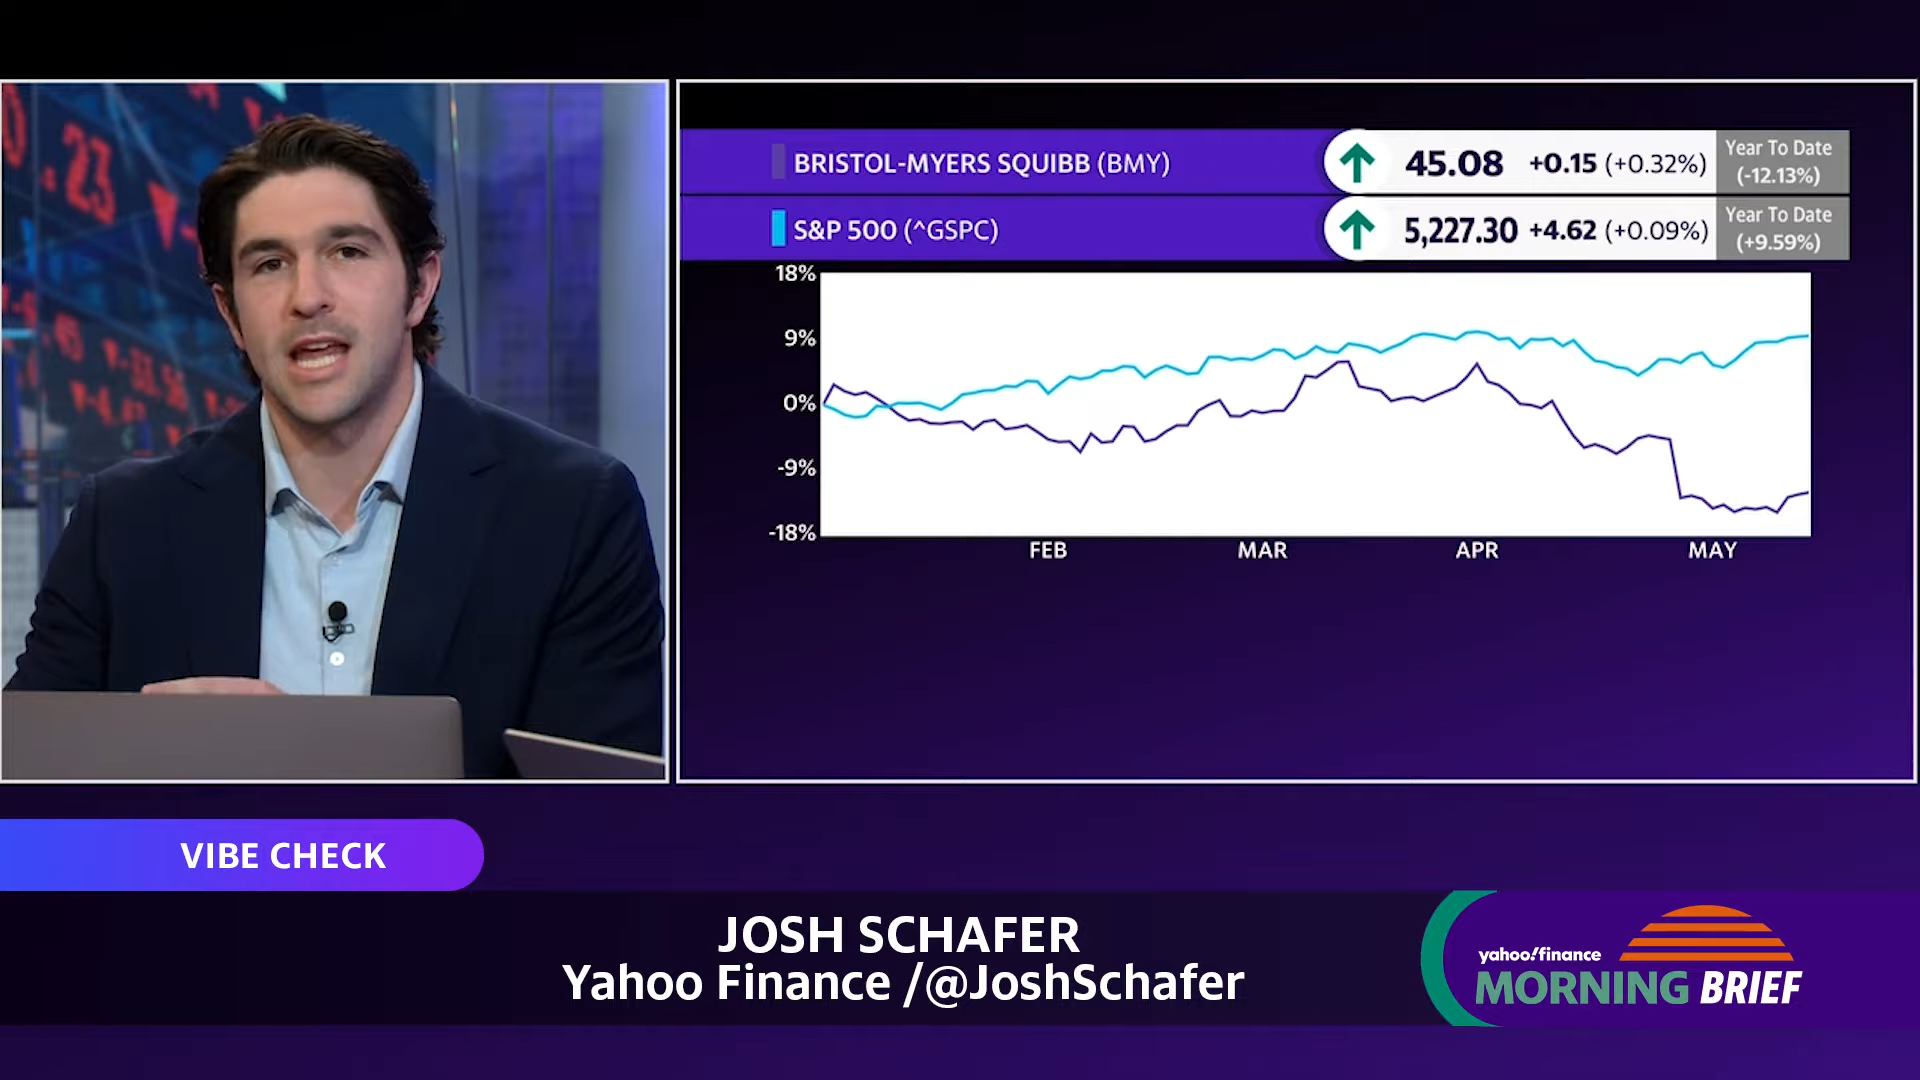 BRISTOL-MYERS SQUIBB (BMY)
45.08 +0.15 (+0.32%)
Year To Date
(-12.13%)
S&P 500 (^GSPC)
5,227.30 +4.62 (+0.09%)
Year To Date
(+9.59%)
18%
9%
0%
-9%
-18%
FEB MAR APR MAY
.23
VIBE CHECK
JOSH SCHAFER
Yahoo Finance /@JoshSchafer
yahoo!finance
MORNING BRIEF